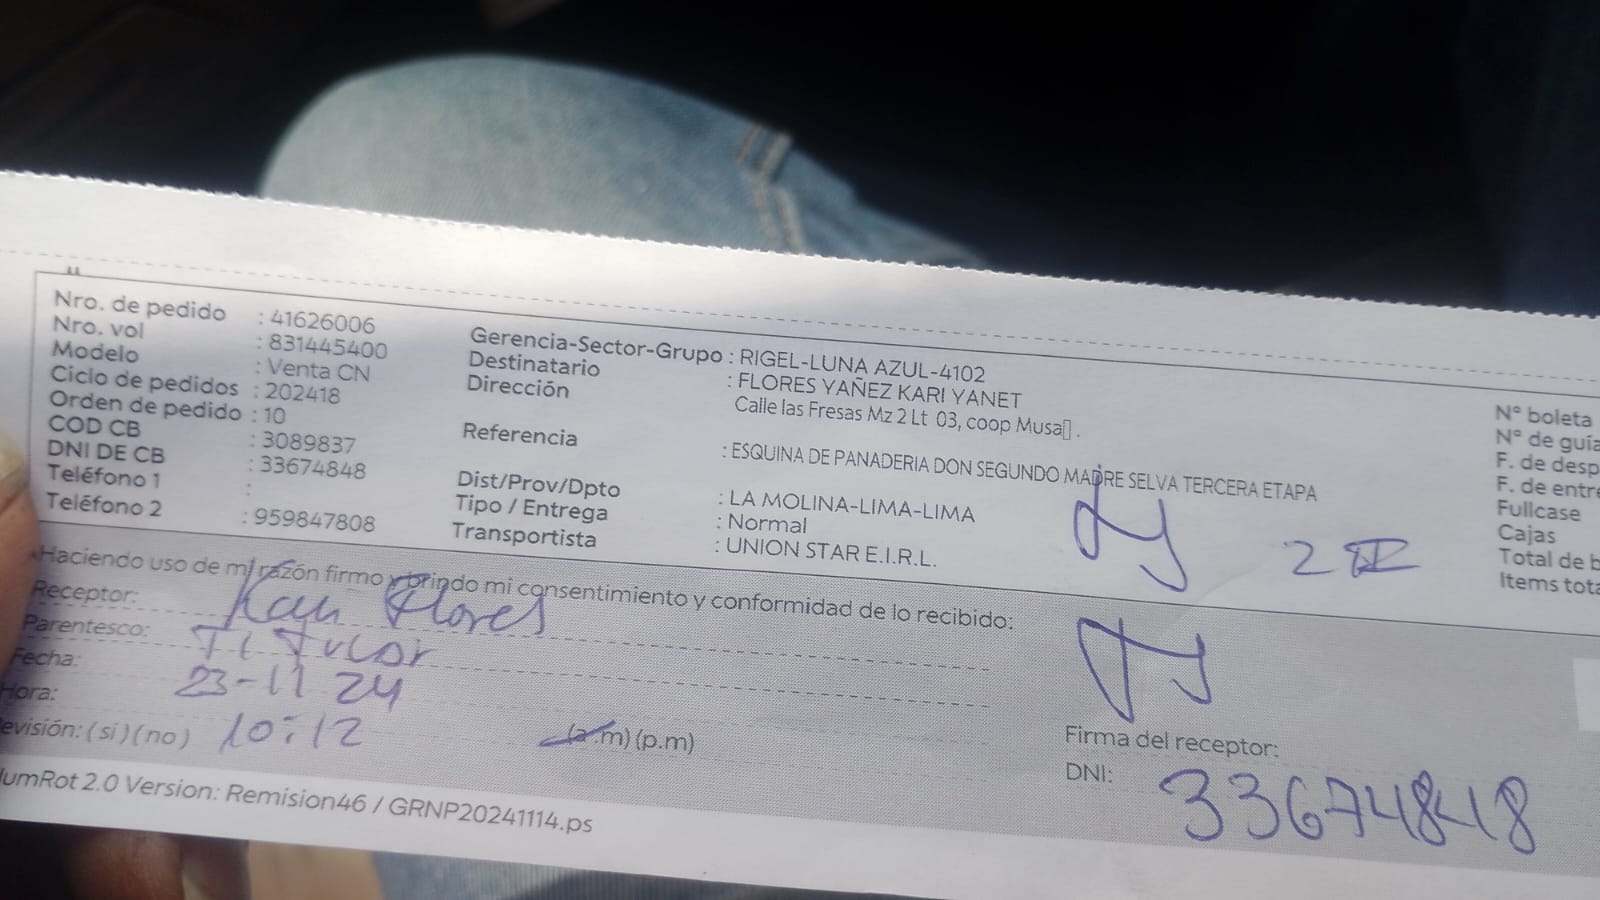 Nro. de pedido : 41626006
Nro. vol : 831445400
Modelo : Venta CN
Ciclo de pedidos : 202418
Orden de pedido : 10
COD CB : 3089837
DNI DE CB : 33674848
Teléfono 1 :
Teléfono 2 : 959847808
Gerencia-Sector-Grupo : RIGEL-LUNA AZUL-4102
Destinatario : FLORES YAÑEZ KARI YANET
Dirección Calle las Fresas Mz 2 Lt 03, coop Musa▯ .
Referencia : ESQUINA DE PANADERIA DON SEGUNDO MADRE SELVA TERCERA ETAPA
Dist/Prov/Dpto : LA MOLINA-LIMA-LIMA
Tipo / Entrega : Normal
Transportista : UNION STAR E.I.R.L.
Nº boleta
Nº de guía
F. de desp
F. de entre
Fullcase
Cajas
Total de b
Items tota
Haciendo uso de mi razón firmo y brindo mi consentimiento y conformidad de lo recibido:
Receptor: Kari Flores
Parentesco: Titular
Fecha: 23-11 24
Hora: 10:12 (a.m) (p.m)
evisión: ( si ) ( no )
Firma del receptor:
DNI: 33674848
umRot 2.0 Version: Remision46 / GRNP20241114.ps